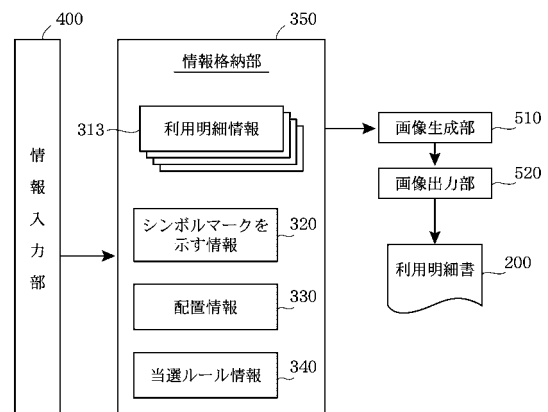 400
350
情報入力部
情報格納部
313
利用明細情報
画像生成部
510
画像出力部
520
シンボルマークを
示す情報
320
利用明細書
200
配置情報
330
当選ルール情報
340